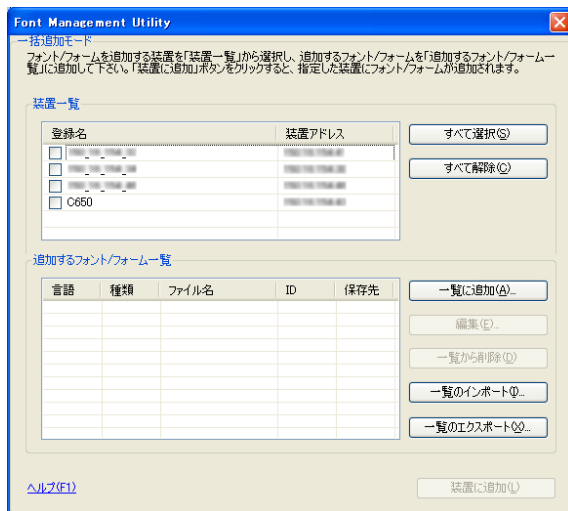 Font Management Utility
一括追加モード
フォント/フォームを追加する装置を「装置一覧」から選択し、追加するフォント/フォームを「追加するフォント/フォーム一
覧」に追加して下さい。「装置に追加」ボタンをクリックすると、指定した装置にフォント/フォームが追加されます。
装置一覧
登録名 装置アドレス
すべて選択(S)
すべて解除(C)
C650
追加するフォント/フォーム一覧
言語 種類 ファイル名 ID 保存先
一覧に追加(A)...
編集(E)...
一覧から削除(D)
一覧のインポート(I)...
一覧のエクスポート(X)...
ヘルプ(F1)
装置に追加(L)